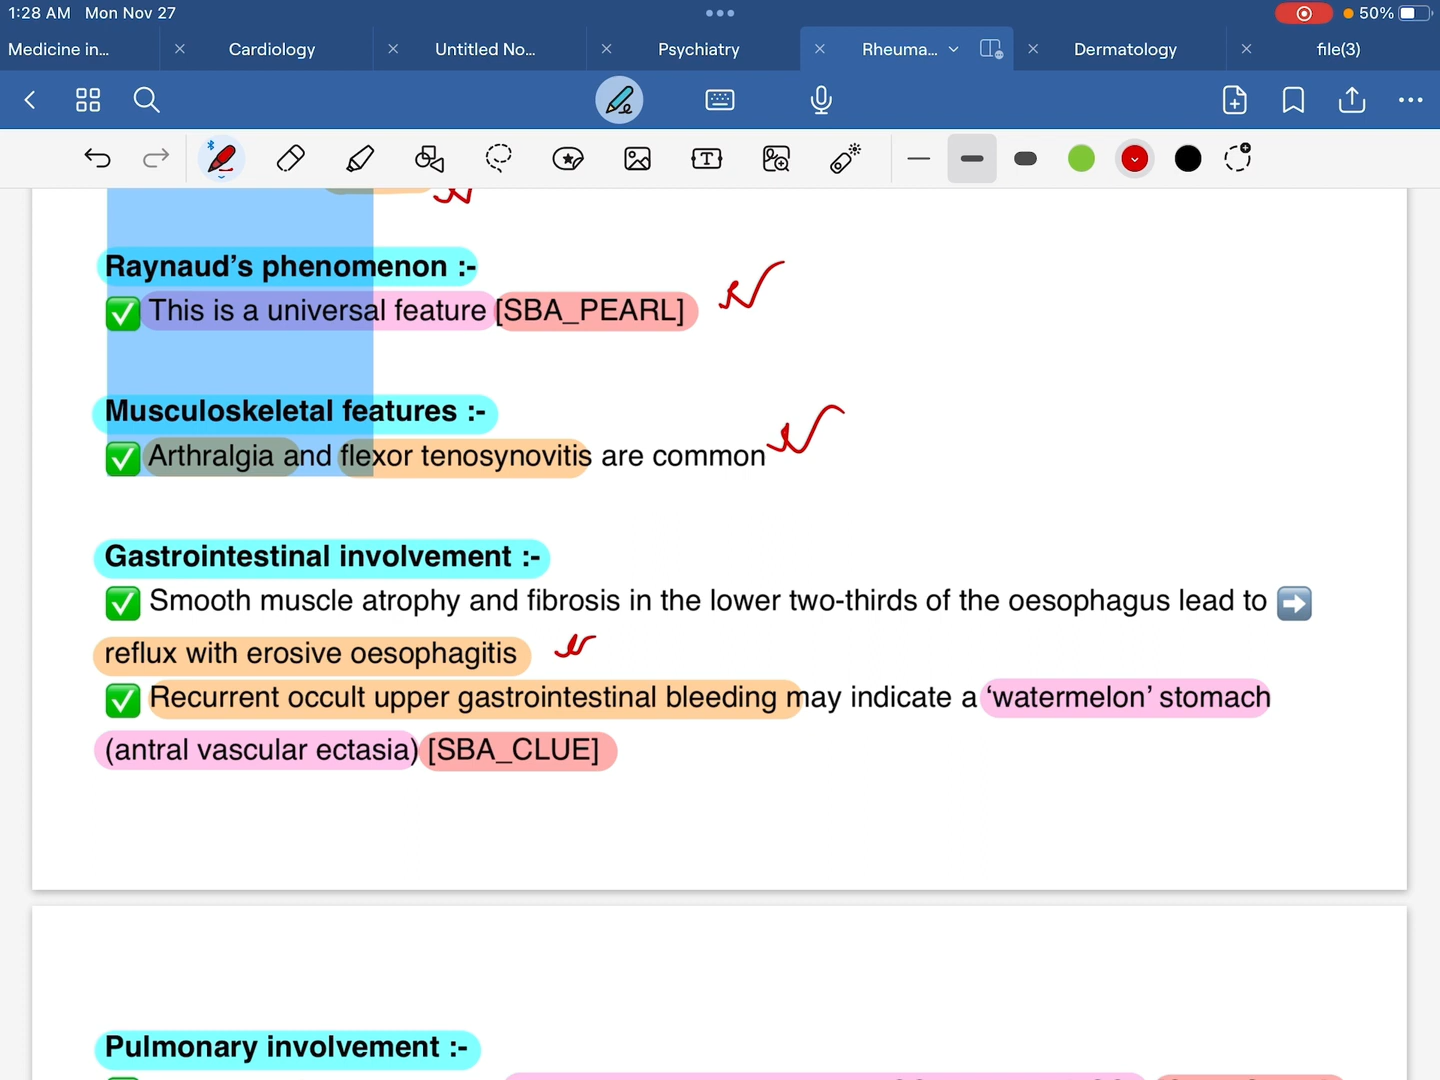 1:28 AM Mon Nov 27
50%
Medicine in...
Cardiology
Untitled No...
Psychiatry
Rheuma...
Dermatology
file(3)
Raynaud's phenomenon :-
✅ This is a universal feature [SBA_PEARL]
Musculoskeletal features :-
✅ Arthralgia and flexor tenosynovitis are common
Gastrointestinal involvement :-
✅ Smooth muscle atrophy and fibrosis in the lower two-thirds of the oesophagus lead to ➡️
reflux with erosive oesophagitis
✅ Recurrent occult upper gastrointestinal bleeding may indicate a ‘watermelon’ stomach
(antral vascular ectasia) [SBA_CLUE]
Pulmonary involvement :-